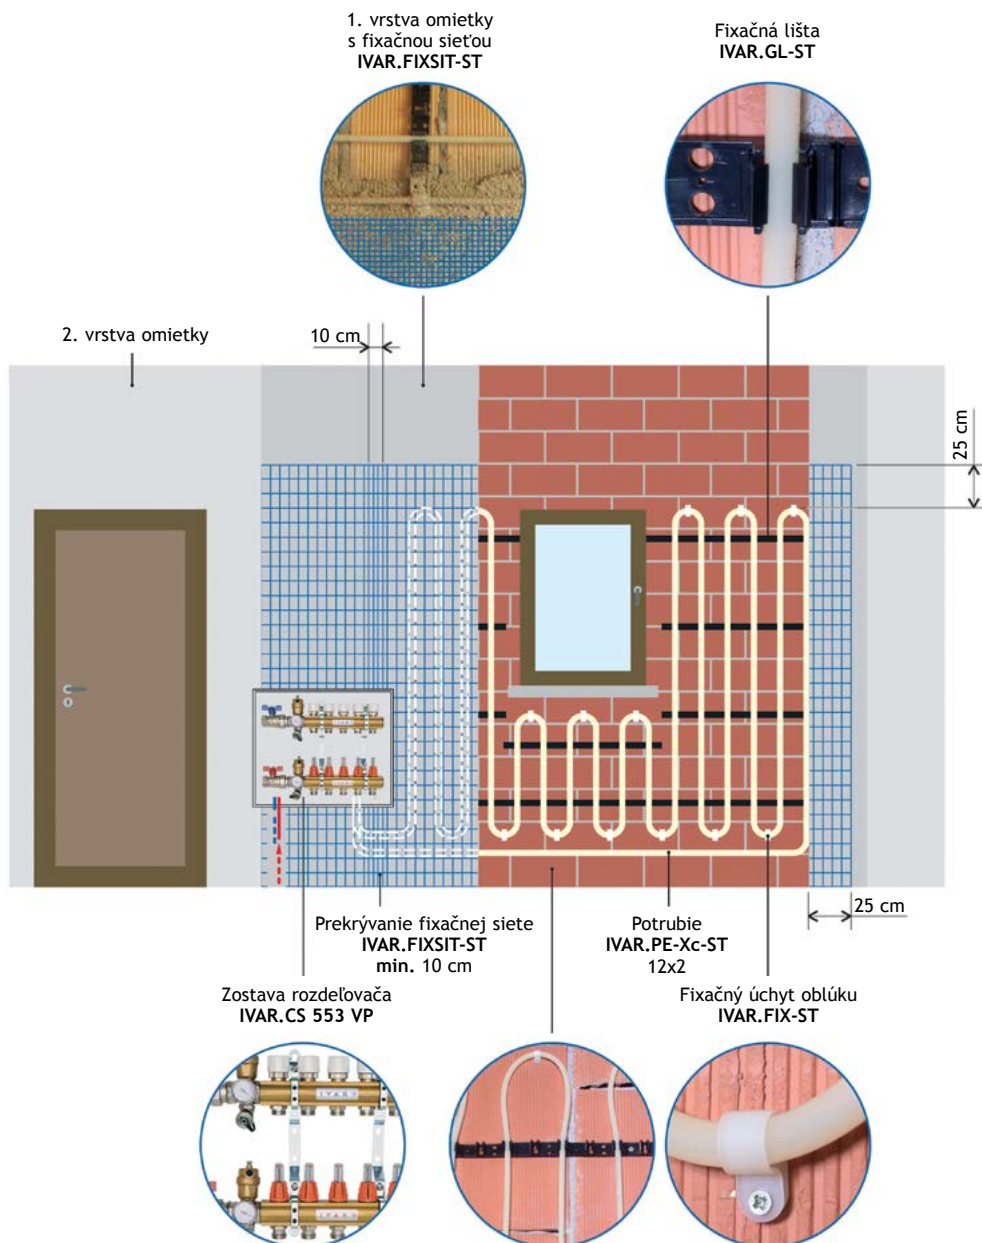 1. vrstva omietky
s fixačnou sieťou
IVAR.FIXSIT-ST
Fixačná lišta
IVAR.GL-ST
2. vrstva omietky
10 cm
25 cm
25 cm
Prekrývanie fixačnej siete
IVAR.FIXSIT-ST
min. 10 cm
Potrubie
IVAR.PE-Xc-ST
12x2
Zostava rozdeľovača
IVAR.CS 553 VP
Fixačný úchyt oblúku
IVAR.FIX-ST
IVAR
IVAR